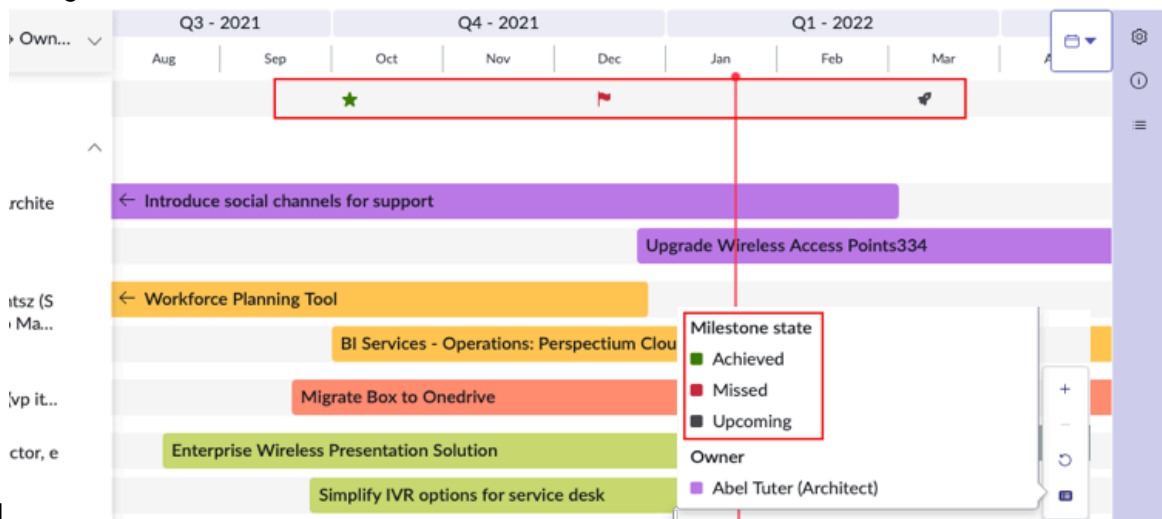 Q3 - 2021 Q4 - 2021 Q1 - 2022
Own...
Aug Sep Oct Nov Dec Jan Feb Mar
rchite
Introduce social channels for support
Upgrade Wireless Access Points334
ntsz (S
Ma...
Workforce Planning Tool
BI Services - Operations: Perspectium Clou
(vp it...
Migrate Box to Onedrive
ctor, e
Enterprise Wireless Presentation Solution
Simplify IVR options for service desk
Milestone state
Achieved
Missed
Upcoming
Owner
Abel Tuter (Architect)